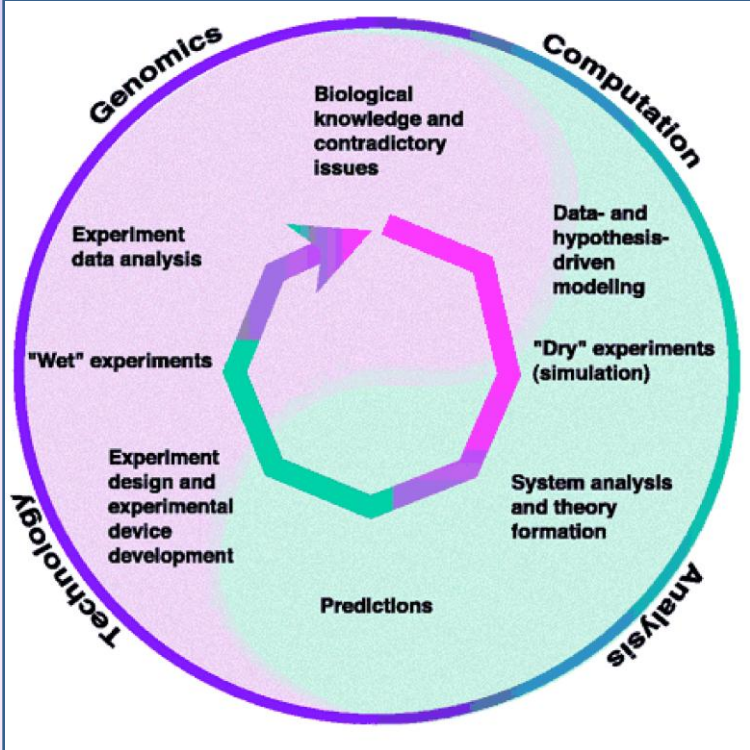 Genomics
Computation
Biological
knowledge and
contradictory
issues
Data- and
hypothesis-
driven
modeling
"Dry" experiments
(simulation)
System analysis
and theory
formation
Predictions
Experiment
design and
experimental
device
development
"Wet" experiments
Experiment
data analysis
Technology
Analysis